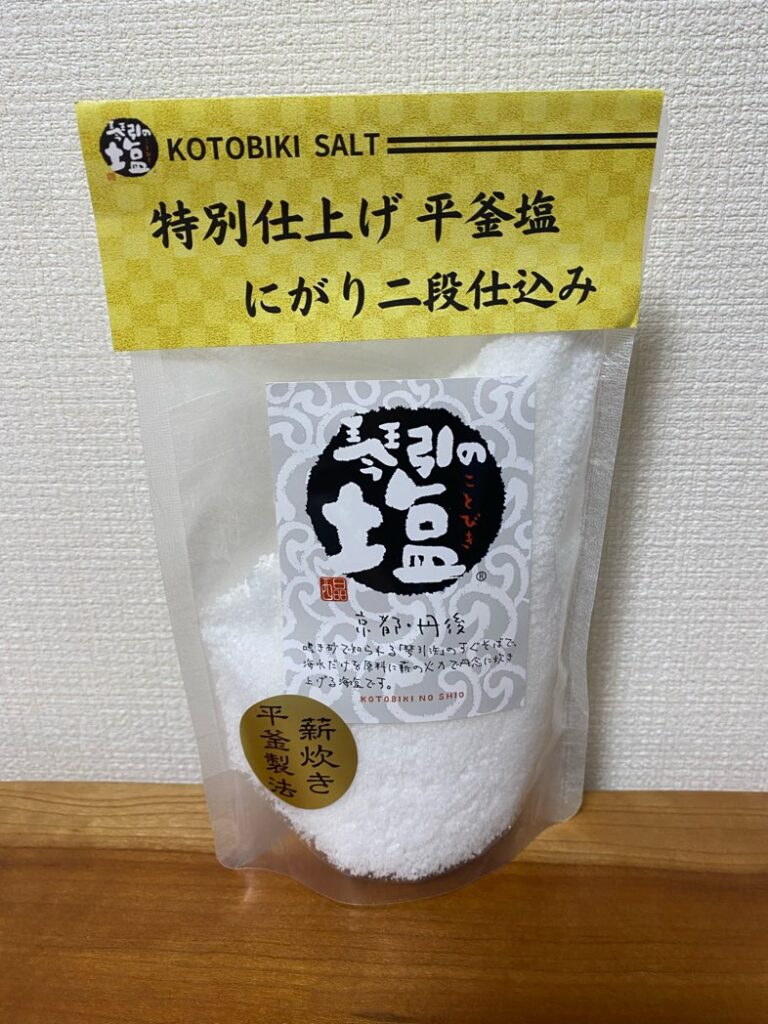 琴引の塩
KOTOBIKI SALT
特別仕上げ 平釜塩
にがり二段仕込み
琴引の
ことびき
塩
®
京都・丹後
鳴き砂で知られる「琴引浜」のすぐそばで、
海水だけを原料に薪の火力で丹念に炊き
上げる海塩です。
KOTOBIKI NO SHIO
薪炊き
平釜製法